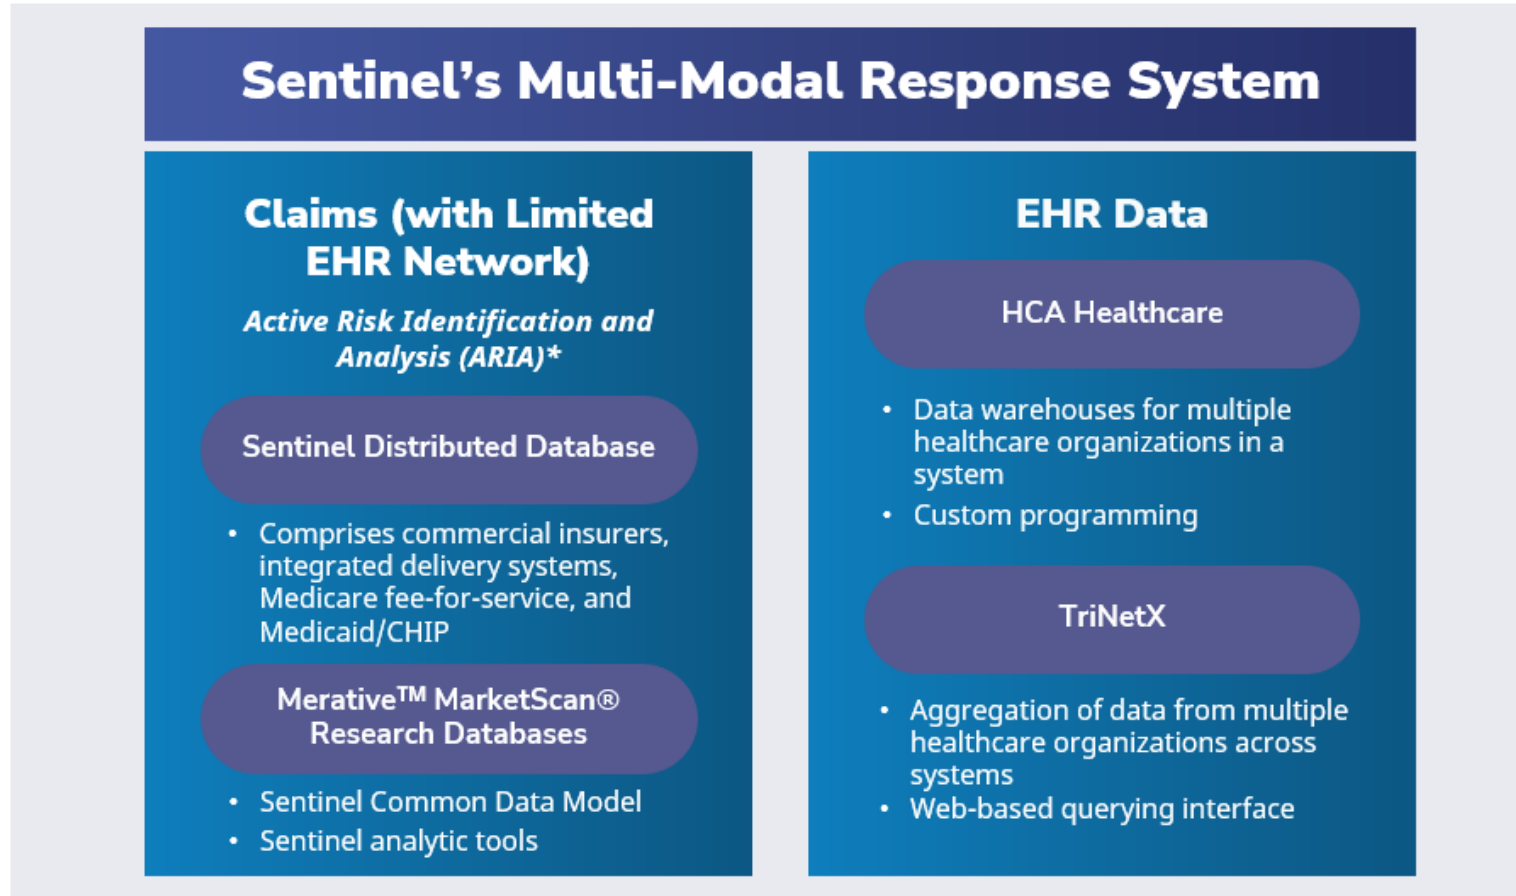 Sentinel’s Multi-Modal Response System
Claims (with Limited
EHR Network)
Active Risk Identification and
Analysis (ARIA)*
Sentinel Distributed Database
• Comprises commercial insurers,
integrated delivery systems,
Medicare fee-for-service, and
Medicaid/CHIP
Merative™ MarketScan®
Research Databases
• Sentinel Common Data Model
• Sentinel analytic tools
EHR Data
HCA Healthcare
• Data warehouses for multiple
healthcare organizations in a
system
• Custom programming
TriNetX
• Aggregation of data from multiple
healthcare organizations across
systems
• Web-based querying interface